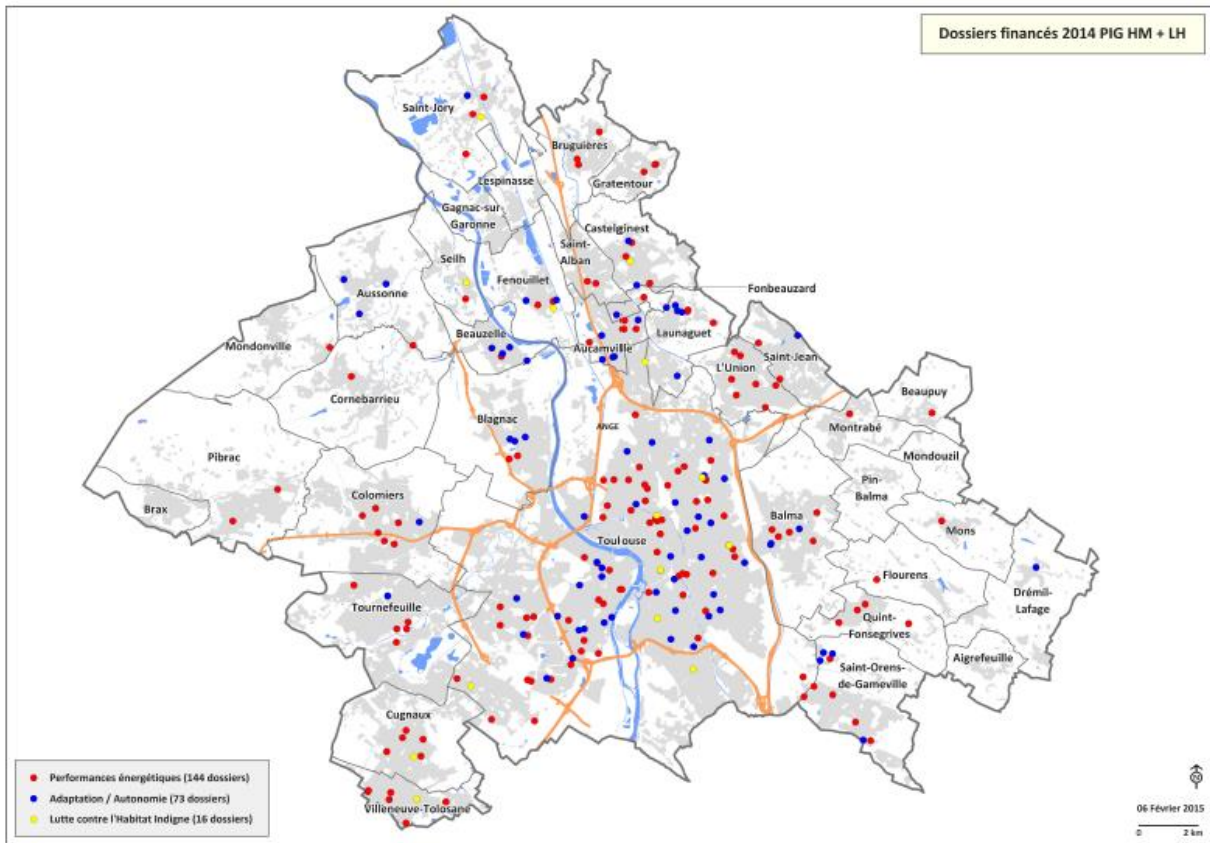 Dossiers financés 2014 PIG HM + LH
Saint-Jory
Bruguières
Lespinasse
Gratentour
Gagnac-sur-
Garonne
Castelginest
Saint-
Alban
Seilh
Fenouillet
Fonbeauzard
Aussonne
Launaguet
Beauzelle
Mondonville
Aucamville
Saint-Jean
L'Union
Cornebarrieu
Beaupuy
Blagnac
ANGE
Montrabé
Pibrac
Mondouzil
Pin-
Balma
Colomiers
Brax
Balma
Mons
Toulouse
Flourens
Drémil-
Lafage
Tournefeuille
Quint-
Fonsegrives
Aigrefeuille
Saint-Orens-
de-Gameville
Cugnaux
Villeneuve-Tolosane
Performances énergétiques (144 dossiers)
Adaptation / Autonomie (73 dossiers)
Lutte contre l'Habitat Indigne (16 dossiers)
06 Février 2015
0 2 km